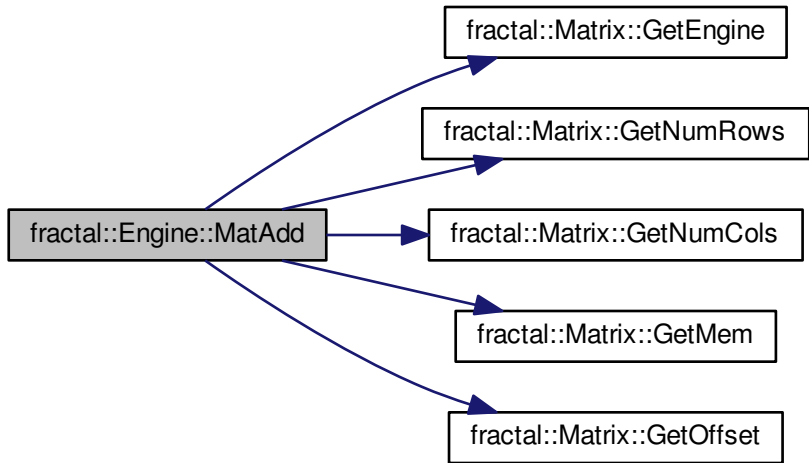 fractal::Matrix::GetEngine
fractal::Matrix::GetNumRows
fractal::Engine::MatAdd
fractal::Matrix::GetNumCols
fractal::Matrix::GetMem
fractal::Matrix::GetOffset